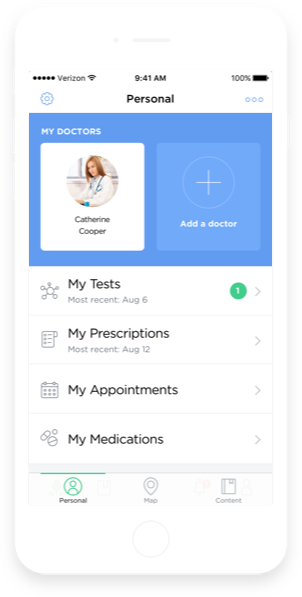 Verizon 9:41 AM 100%
Personal
MY DOCTORS
Catherine
Cooper
Add a doctor
My Tests
Most recent: Aug 6
1
My Prescriptions
Most recent: Aug 12
My Appointments
My Medications
Personal Map Content